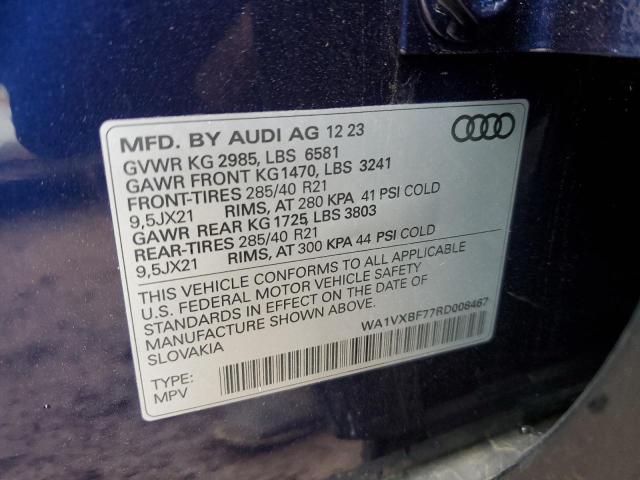 MFD. BY AUDI AG 12 23
GVWR KG 2985, LBS 6581
GAWR FRONT KG1470, LBS 3241
FRONT-TIRES 285/40 R21
9,5JX21 RIMS, AT 280 KPA 41 PSI COLD
GAWR REAR KG 1725 LBS 3803
REAR-TIRES 285/40 R21
9,5JX21 RIMS, AT 300 KPA 44 PSI COLD
THIS VEHICLE CONFORMS TO ALL APPLICABLE
U.S. FEDERAL MOTOR VEHICLE SAFETY
STANDARDS IN EFFECT ON THE DATE OF
MANUFACTURE SHOWN ABOVE.
SLOVAKIA
WA1VXBF77RD008467
TYPE:
MPV